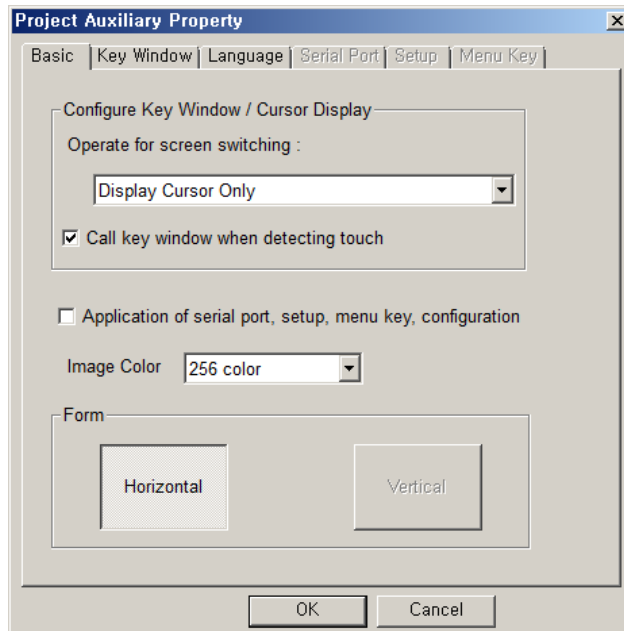 Project Auxiliary Property
Basic Key Window Language Serial Port Setup Menu Key
Configure Key Window / Cursor Display
Operate for screen switching :
Display Cursor Only
Call key window when detecting touch
Application of serial port, setup, menu key, configuration
Image Color 256 color
Form
Horizontal Vertical
OK Cancel